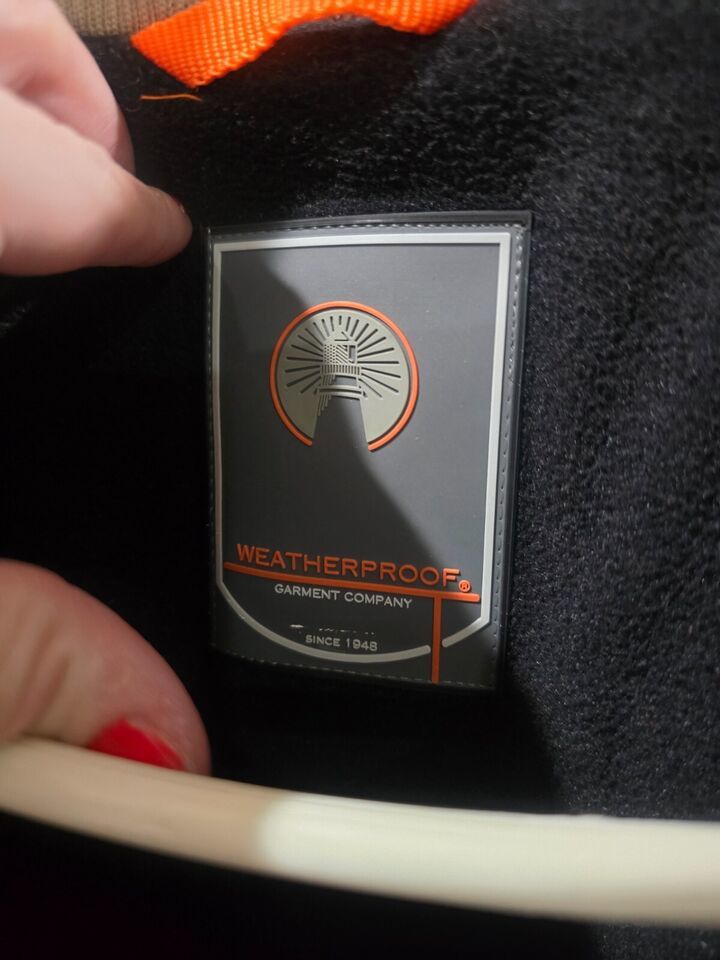 WEATHERPROOF®
GARMENT COMPANY
SINCE 1948